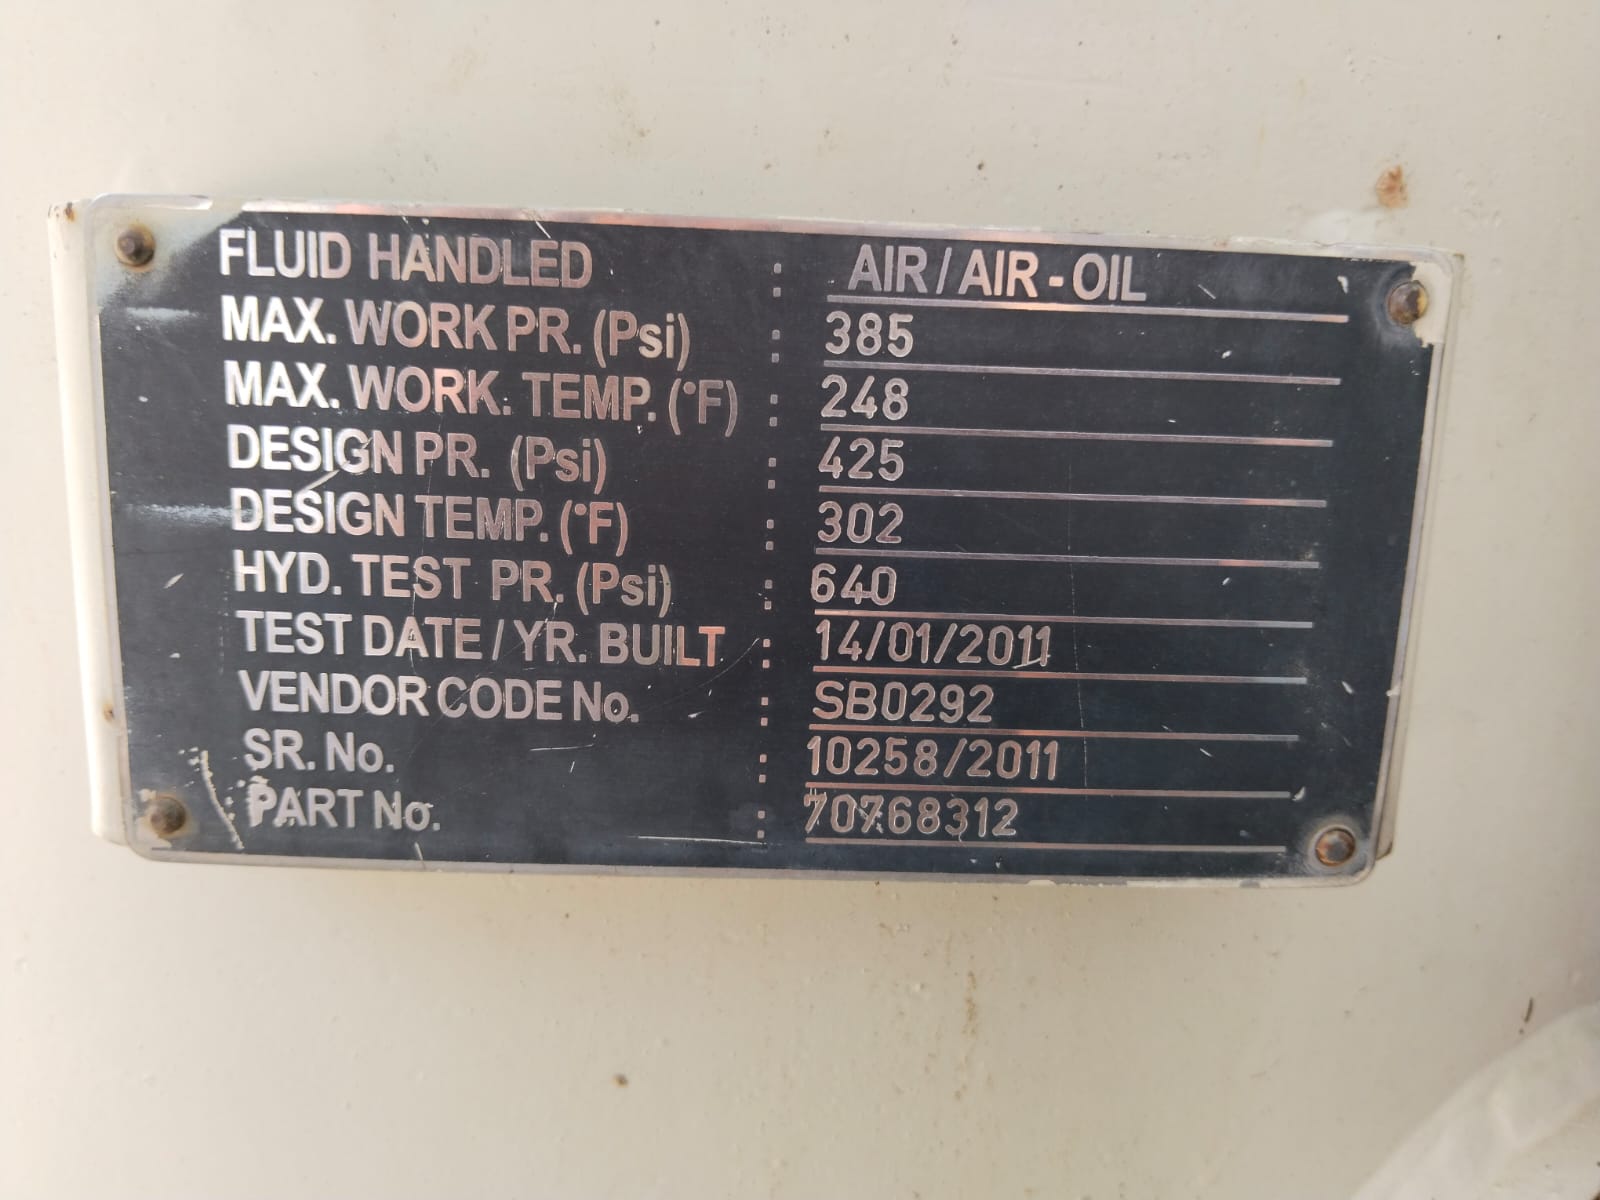 FLUID HANDLED : AIR/AIR-OIL
MAX. WORK PR. (Psi) : 385
MAX. WORK. TEMP. (°F) : 248
DESIGN PR. (Psi) : 425
DESIGN TEMP. (°F) : 302
HYD. TEST PR. (Psi) : 640
TEST DATE / YR. BUILT : 14/01/2011
VENDOR CODE No. : SB0292
SR. No. : 10258/2011
PART No. : 70768312